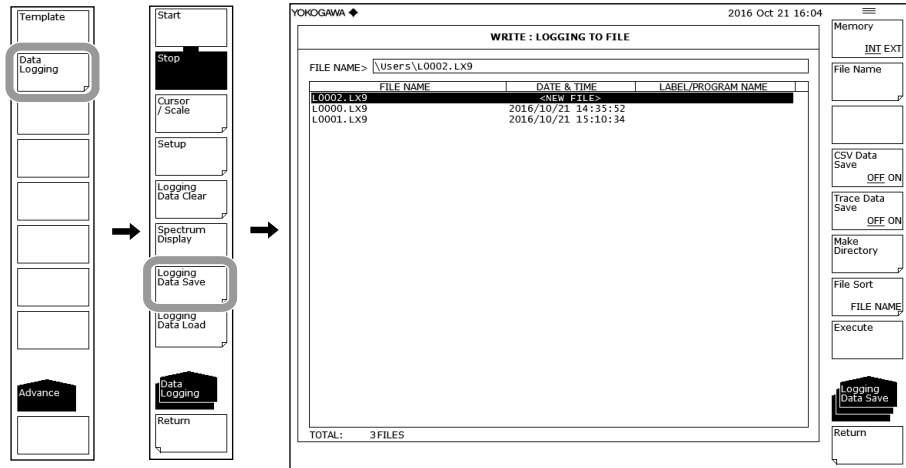 Template
Data
Logging
Advance
Start
Stop
Cursor
/ Scale
Setup
Logging
Data Clear
Spectrum
Display
Logging
Data Save
Logging
Data Load
Data
Logging
Return
YOKOGAWA ◆ 2016 Oct 21 16:04
WRITE : LOGGING TO FILE
FILE NAME> \Users\L0002.LX9
FILE NAME DATE & TIME LABEL/PROGRAM NAME
L0002.LX9 <NEW FILE>
L0000.LX9 2016/10/21 14:35:52
L0001.LX9 2016/10/21 15:10:34
TOTAL: 3FILES
Memory
INT EXT
File Name
CSV Data
Save
OFF ON
Trace Data
Save
OFF ON
Make
Directory
File Sort
FILE NAME
Execute
Logging
Data Save
Return